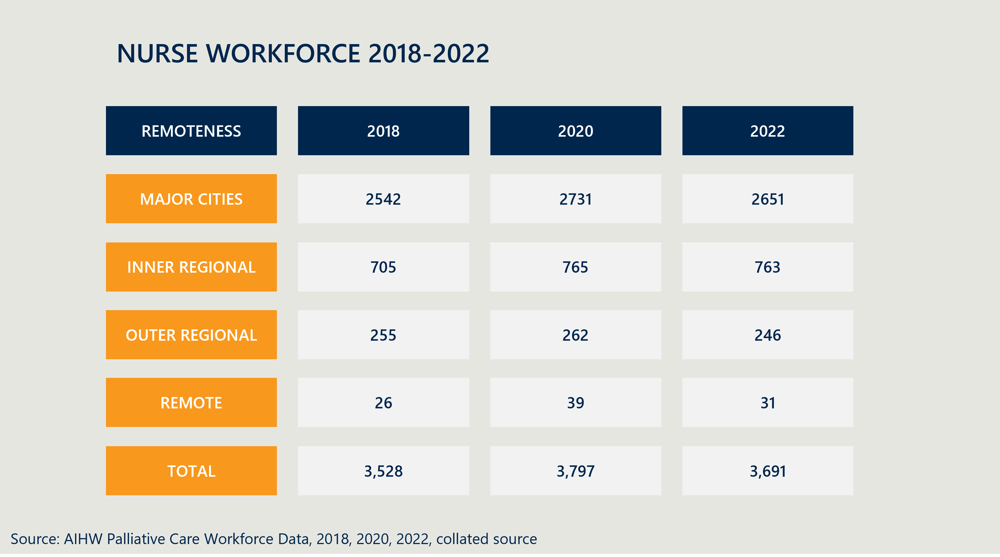 NURSE WORKFORCE 2018-2022
REMOTENESS 2018 2020 2022
MAJOR CITIES 2542 2731 2651
INNER REGIONAL 705 765 763
OUTER REGIONAL 255 262 246
REMOTE 26 39 31
TOTAL 3,528 3,797 3,691
Source: AIHW Palliative Care Workforce Data, 2018, 2020, 2022, collated source